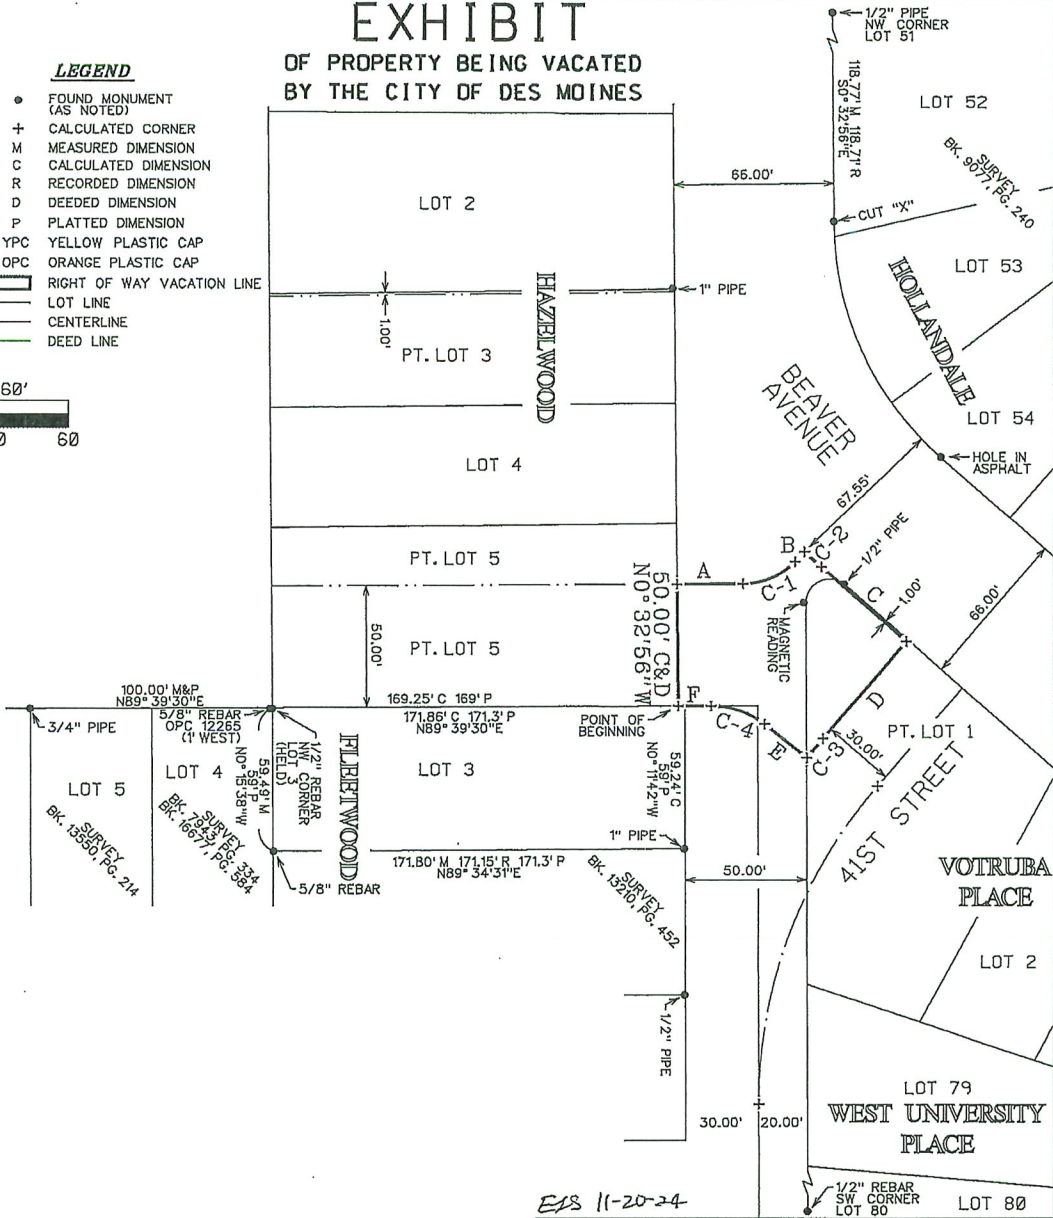 EXHIBIT
OF PROPERTY BEING VACATED
BY THE CITY OF DES MOINES
LEGEND
FOUND MONUMENT
(AS NOTED)
+ CALCULATED CORNER
M MEASURED DIMENSION
C CALCULATED DIMENSION
R RECORDED DIMENSION
D DEEDED DIMENSION
P PLATTED DIMENSION
YPC YELLOW PLASTIC CAP
OPC ORANGE PLASTIC CAP
RIGHT OF WAY VACATION LINE
LOT LINE
CENTERLINE
DEED LINE
60'
0 60
1/2" PIPE
NW CORNER
LOT 51
118.77' M 118.71' R
S0° 32'56"E
LOT 52
SURVEY
BK. 9077, PG. 240
66.00'
CUT "X"
LOT 2
LOT 53
HOLLANDALE
1" PIPE
1.00'
HAZELWOOD
PT. LOT 3
BEAVER
AVENUE
LOT 54
HOLE IN
ASPHALT
LOT 4
67.55'
1/2" PIPE
PT. LOT 5
A
B
C-2
C-1
C
1.00'
66.00'
50.00' C&D
N0° 32'56"W
50.00'
PT. LOT 5
MAGNETIC
READING
D
100.00' M&P
N89° 39'30"E
169.25' C 169' P
171.86' C 171.3' P
N89° 39'30"E
3/4" PIPE
5/8" REBAR
OPC 12265
(1' WEST)
POINT OF
BEGINNING
F
C-4
E
C-3
30.00'
PT. LOT 1
LOT 5
SURVEY
BK. 13550, PG. 214
LOT 4
SURVEY
BK. 7943, PG. 334
BK. 16677, PG. 584
59.49' M
59' P
N0° 15'38"W
1/2" REBAR
NW CORNER
LOT 3
(HELD)
FLEETWOOD
LOT 3
59.24' C
59' P
N0° 11'42"W
41ST STREET
1" PIPE
5/8" REBAR
171.80' M 171.15' R 171.3' P
N89° 34'31"E
SURVEY
BK. 13210, PG. 452
50.00'
VOTRUBA
PLACE
LOT 2
1/2" PIPE
LOT 79
WEST UNIVERSITY
PLACE
30.00' 20.00'
1/2" REBAR
SW CORNER
LOT 80
LOT 80
11-20-24